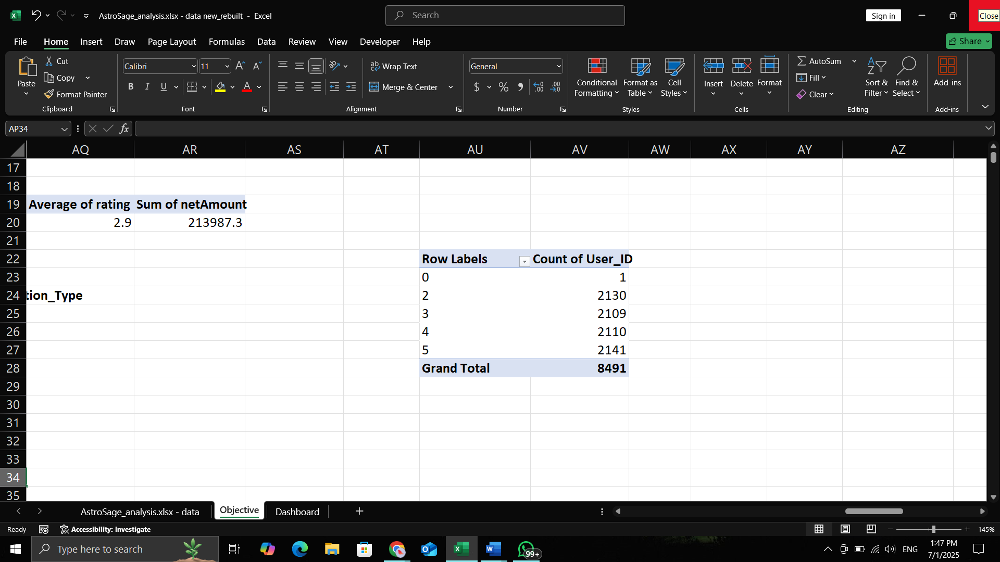 AstroSage_analysis.xlsx - data new_rebuilt - Excel
Search
Sign in
Close
File Home Insert Draw Page Layout Formulas Data Review View Developer Help
Share
Paste
Cut
Copy
Format Painter
Clipboard
Calibri 11
B I U
Font
Wrap Text
Merge & Center
Alignment
General
$ % 9
Number
Conditional Formatting
Format as Table
Cell Styles
Styles
Insert
Delete
Format
Cells
AutoSum
Fill
Clear
Sort & Filter
Find & Select
Editing
Add-ins
Add-ins
AP34
fx
AQ AR AS AT AU AV AW AX AY AZ
17
18
19 Average of rating Sum of netAmount
20 2.9 213987.3
21
22 Row Labels Count of User_ID
23 0 1
24 tion_Type 2 2130
25 3 2109
26 4 2110
27 5 2141
28 Grand Total 8491
29
30
31
32
33
34
35
AstroSage_analysis.xlsx - data Objective Dashboard
Ready Accessibility: Investigate 145%
Type here to search
99+
ENG
1:47 PM
7/1/2025